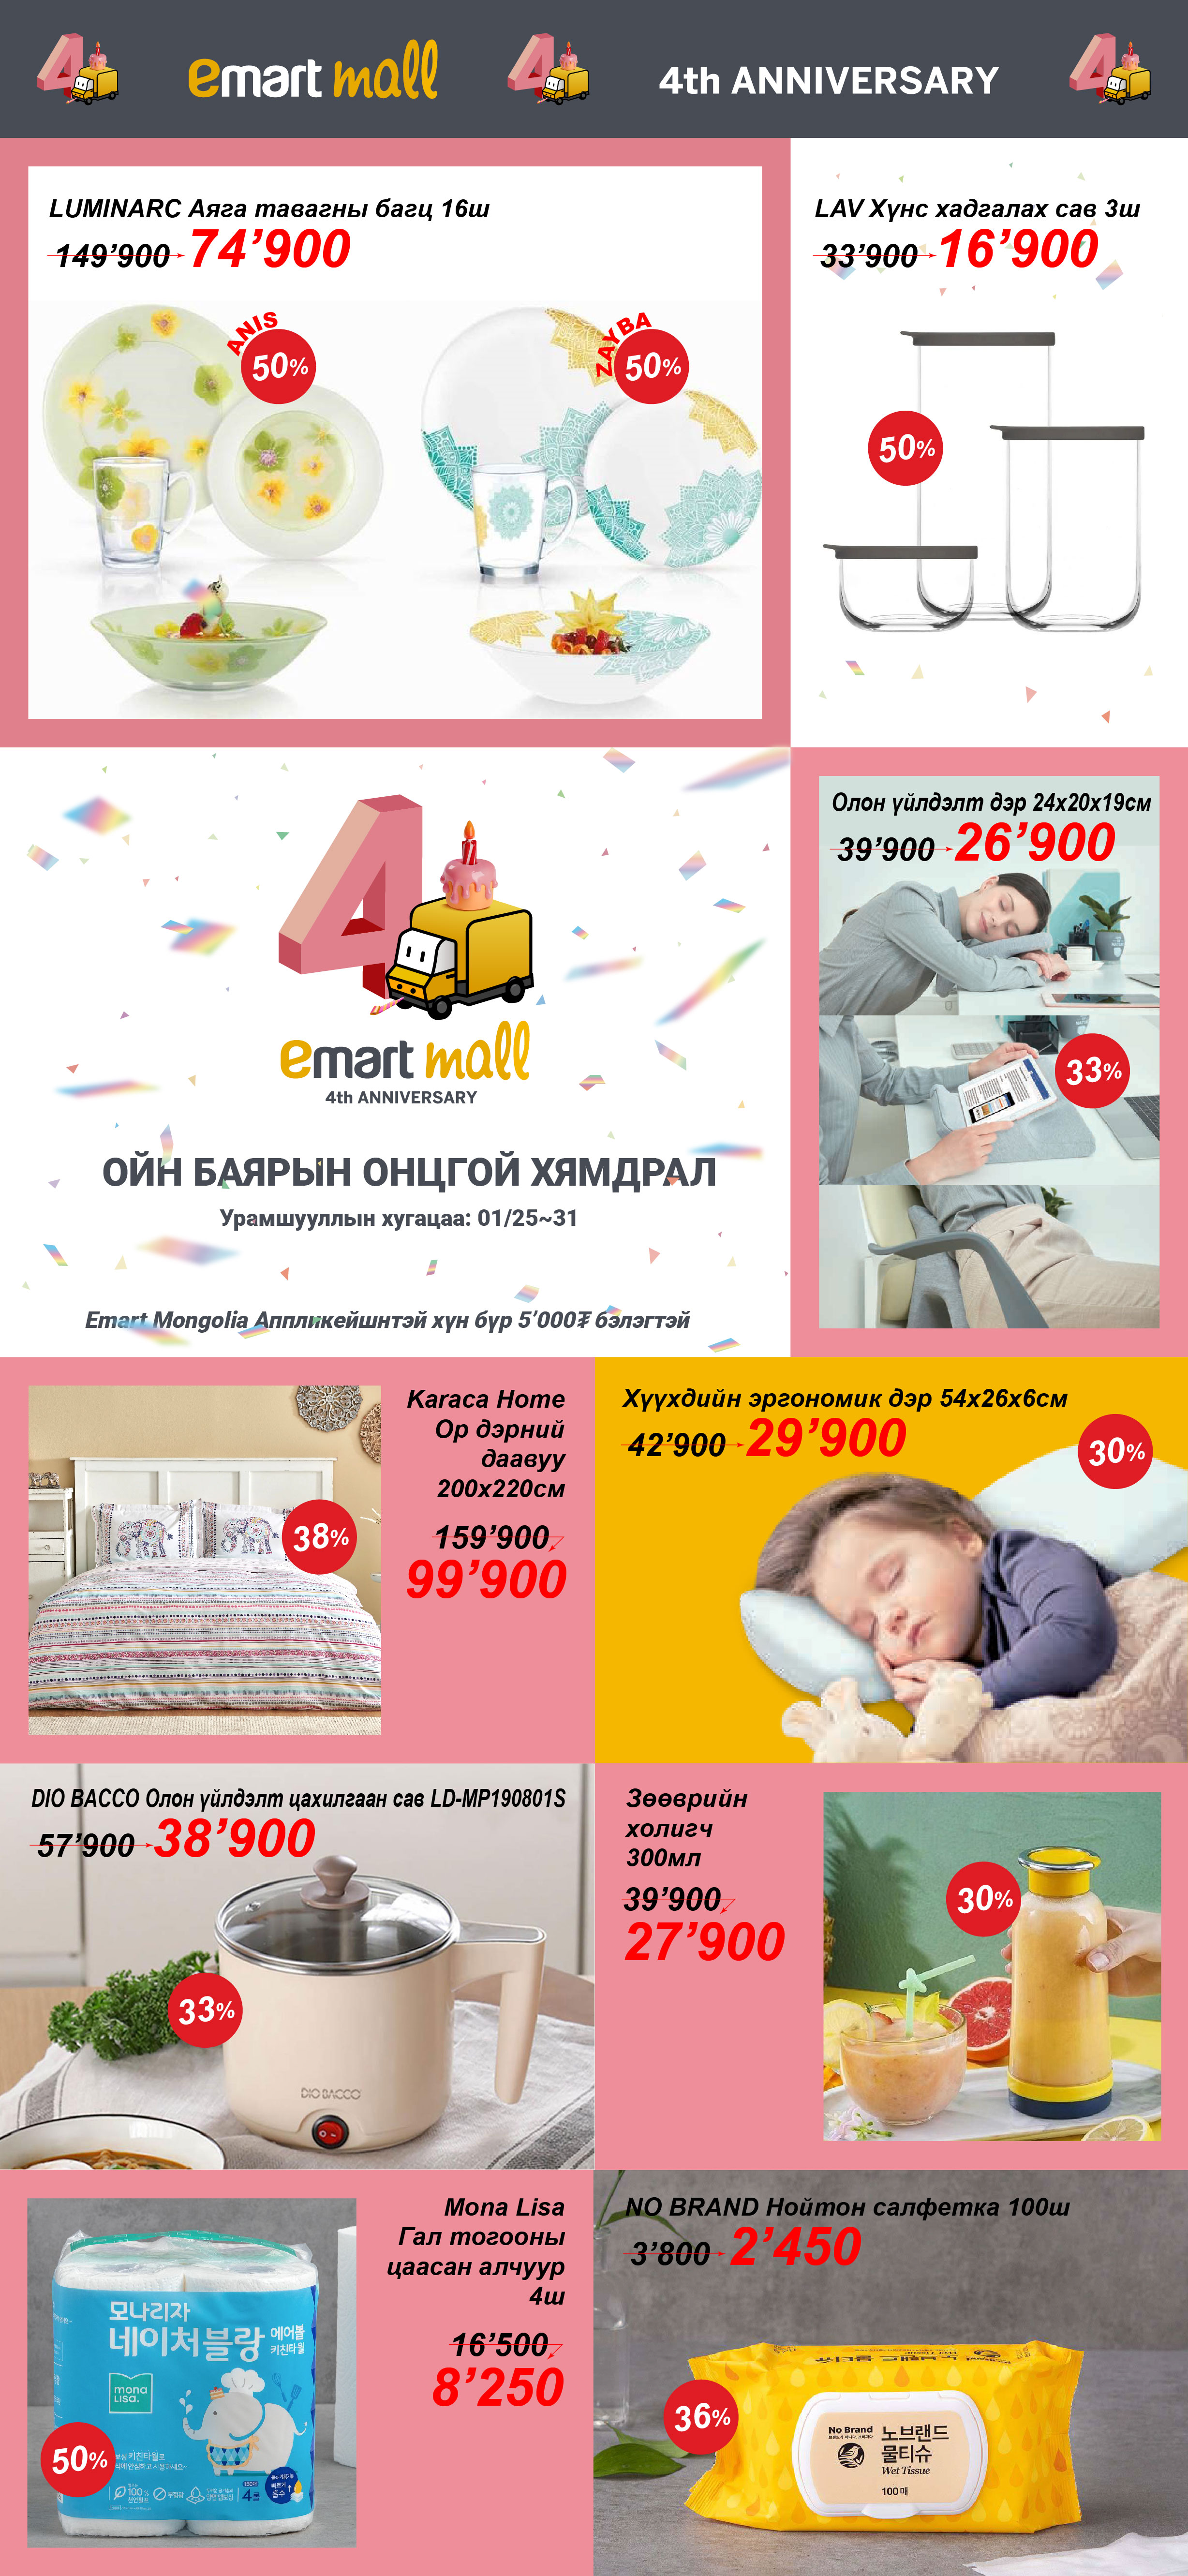 emart mall
4th ANNIVERSARY
LUMINARC Аяга тавагны багц 16ш
149’900 74’900
ANIS
50%
ZAYBA
50%
LAV Хүнс хадгалах сав 3ш
33’900 16’900
50%
emart mall
4th ANNIVERSARY
ОЙН БАЯРЫН ОНЦГОЙ ХЯМДРАЛ
Урамшууллын хугацаа: 01/25~31
Emart Mongolia Аппликейшнтэй хүн бүр 5’000₮ бэлэгтэй
Олон үйлдэлт дэр 24x20x19см
39’900 26’900
33%
Karaca Home
Ор дэрний
даавуу
200x220см
159’900
99’900
38%
Хүүхдийн эргономик дэр 54x26x6см
42’900 29’900
30%
DIO BACCO Олон үйлдэлт цахилгаан сав LD-MP190801S
57’900 38’900
33%
DIO BACCO
Зөөврийн
холигч
300мл
39’900
27’900
30%
Mona Lisa
Гал тогооны
цаасан алчуур
4ш
16’500
8’250
모나리자
네이처블랑
에어볼
키친타월
mona
LISA.
50%
100%
4롤
NO BRAND Нойтон салфетка 100ш
3’800 2’450
36%
No Brand
노브랜드
물티슈
Wet Tissue
100매